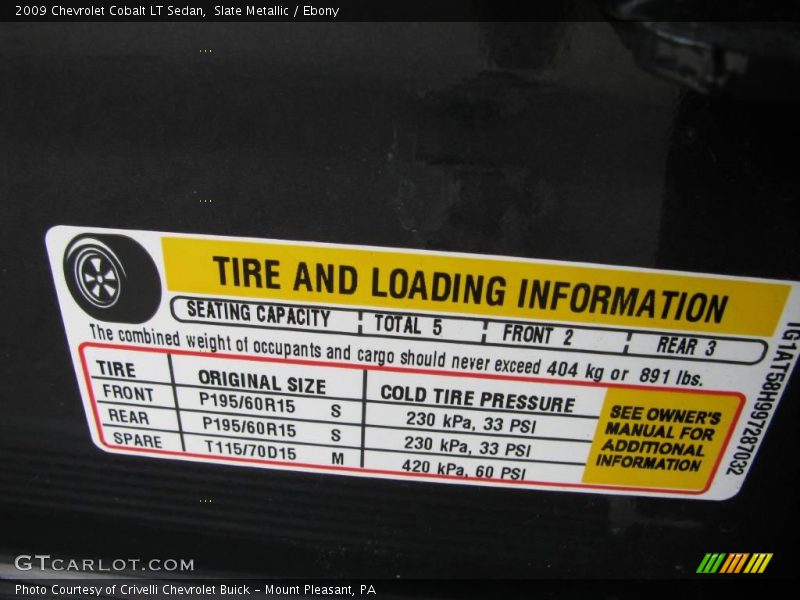 2009 Chevrolet Cobalt LT Sedan,  Slate Metallic / Ebony
TIRE AND LOADING INFORMATION
SEATING CAPACITY TOTAL 5 FRONT 2 REAR 3
The combined weight of occupants and cargo should never exceed 404 kg or 891 lbs.
TIRE ORIGINAL SIZE COLD TIRE PRESSURE
FRONT P195/60R15 S 230 kPa, 33 PSI
REAR P195/60R15 S 230 kPa, 33 PSI
SPARE T115/70D15 M 420 kPa, 60 PSI
SEE OWNER'S
MANUAL FOR
ADDITIONAL
INFORMATION
1G1AT58H997287032
GTCARLOT.COM
Photo Courtesy of Crivelli Chevrolet Buick - Mount Pleasant, PA